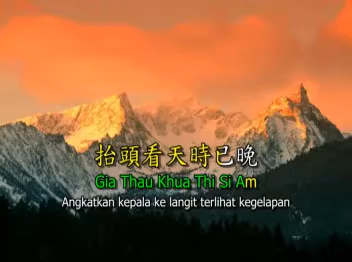 抬頭看天時已晚
Gia Thau Khua Thi Si Am
Angkatkan kepala ke langit terlihat kegelapan